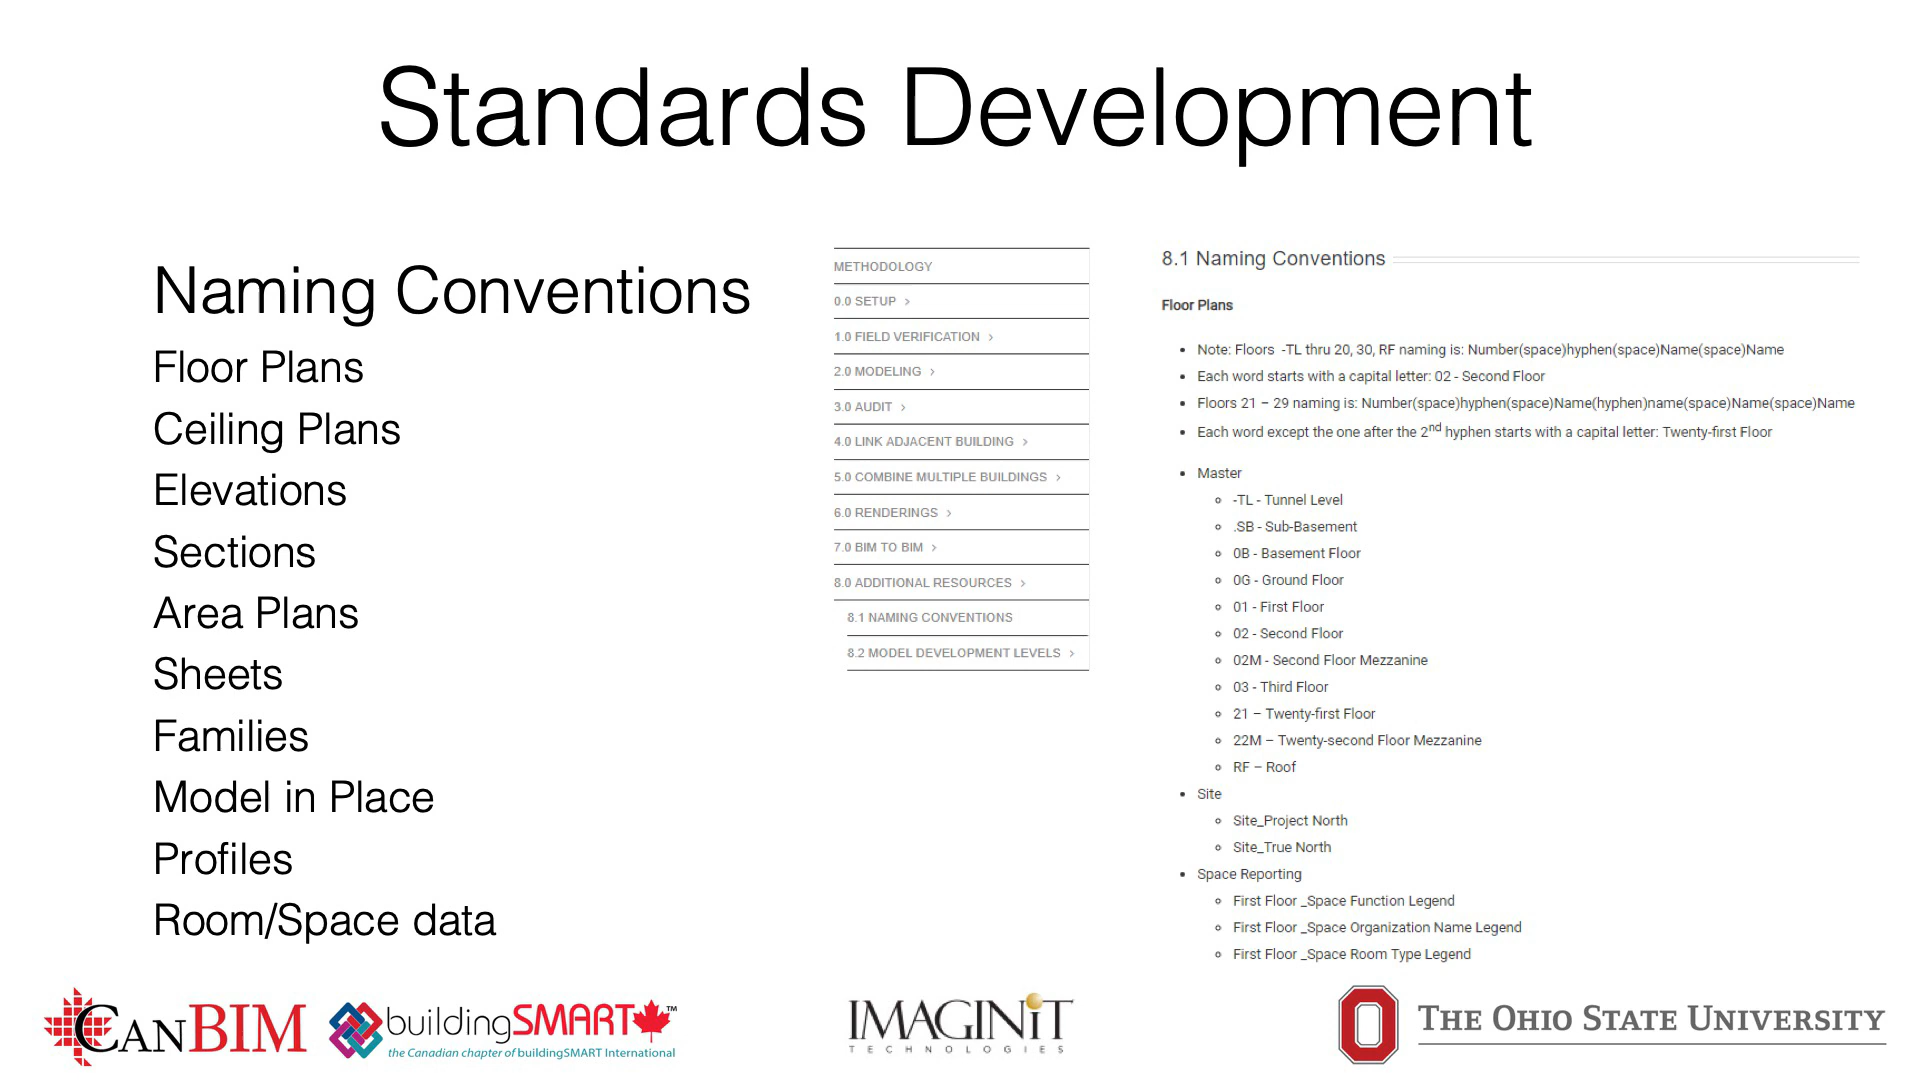 Standards Development
Naming Conventions
Floor Plans
Ceiling Plans
Elevations
Sections
Area Plans
Sheets
Families
Model in Place
Profiles
Room/Space data
METHODOLOGY
0.0 SETUP >
1.0 FIELD VERIFICATION >
2.0 MODELING >
3.0 AUDIT >
4.0 LINK ADJACENT BUILDING >
5.0 COMBINE MULTIPLE BUILDINGS >
6.0 RENDERINGS >
7.0 BIM TO BIM >
8.0 ADDITIONAL RESOURCES >
8.1 NAMING CONVENTIONS
8.2 MODEL DEVELOPMENT LEVELS >
8.1 Naming Conventions
Floor Plans
• Note: Floors -TL thru 20, 30, RF naming is: Number(space)hyphen(space)Name(space)Name
• Each word starts with a capital letter: 02 - Second Floor
• Floors 21 – 29 naming is: Number(space)hyphen(space)Name(hyphen)name(space)Name(space)Name
• Each word except the one after the 2nd hyphen starts with a capital letter: Twenty-first Floor
• Master
◦ -TL - Tunnel Level
◦ .SB - Sub-Basement
◦ 0B - Basement Floor
◦ 0G - Ground Floor
◦ 01 - First Floor
◦ 02 - Second Floor
◦ 02M - Second Floor Mezzanine
◦ 03 - Third Floor
◦ 21 – Twenty-first Floor
◦ 22M – Twenty-second Floor Mezzanine
◦ RF – Roof
• Site
◦ Site_Project North
◦ Site_True North
• Space Reporting
◦ First Floor _Space Function Legend
◦ First Floor _Space Organization Name Legend
◦ First Floor _Space Room Type Legend
CANBIM
buildingSMART™
the Canadian chapter of buildingSMART International
IMAGINiT
TECHNOLOGIES
THE OHIO STATE UNIVERSITY